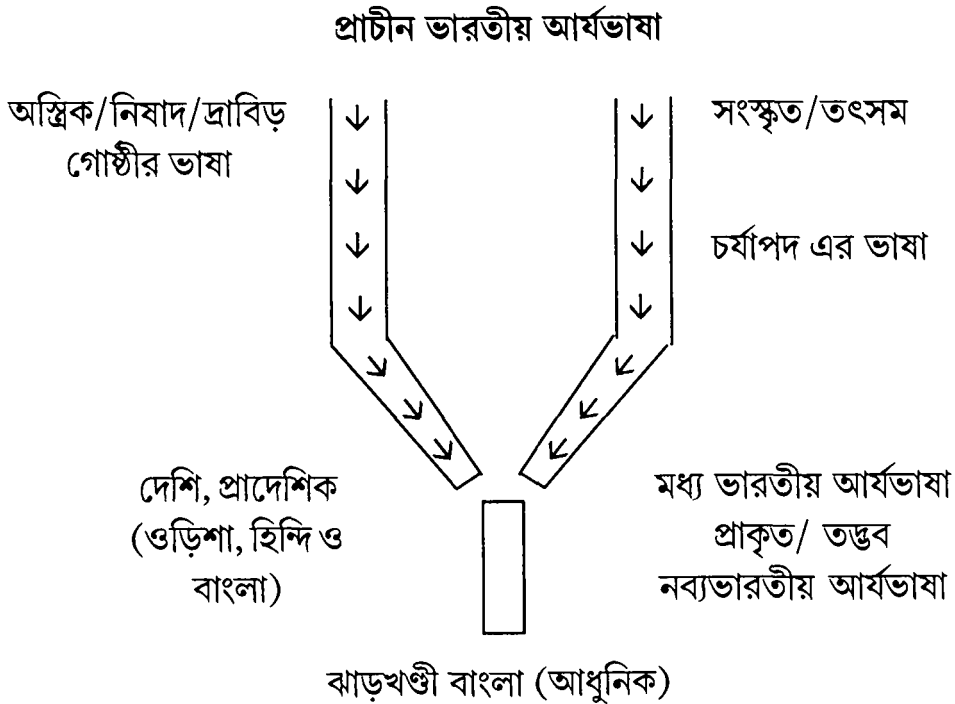 প্রাচীন ভারতীয় আর্যভাষা
অস্ট্রিক/নিষাদ/দ্রাবিড়
গোষ্ঠীর ভাষা
সংস্কৃত/তৎসম
চর্যাপদ এর ভাষা
দেশি, প্রাদেশিক
(ওড়িশা, হিন্দি ও
বাংলা)
মধ্য ভারতীয় আর্যভাষা
প্রাকৃত/ তদ্ভব
নব্যভারতীয় আর্যভাষা
ঝাড়খণ্ডী বাংলা (আধুনিক)